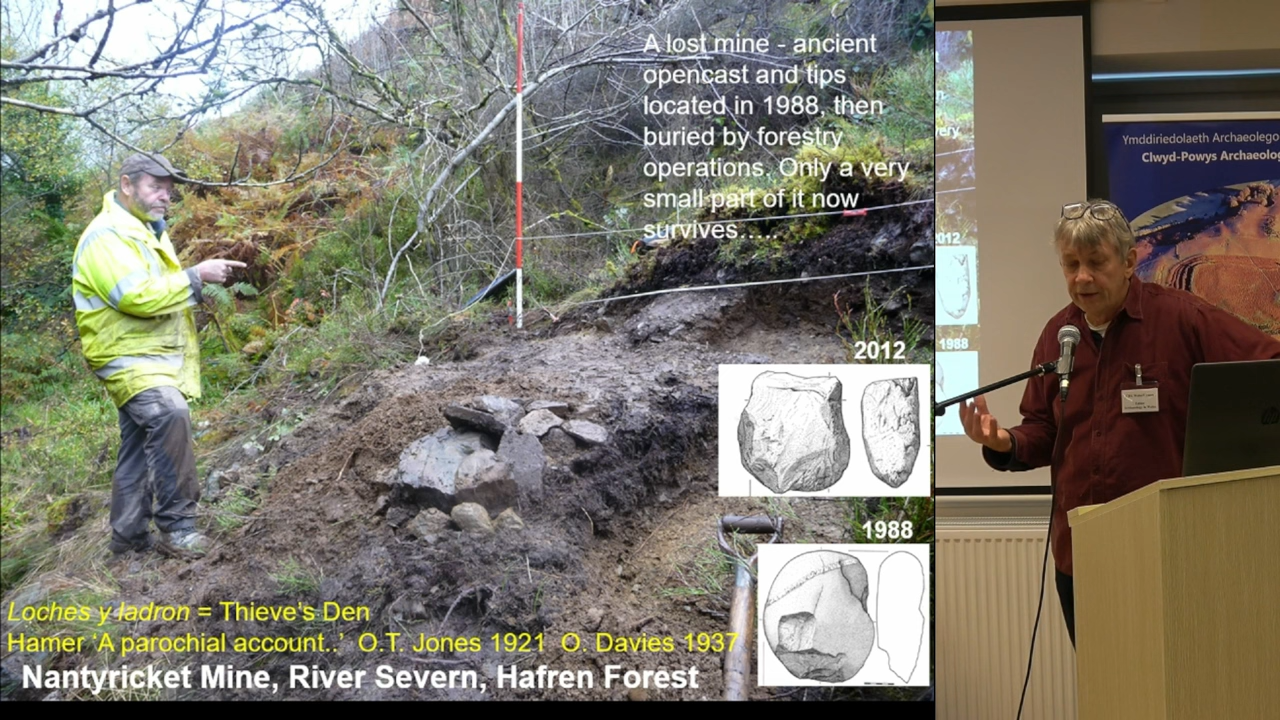 A lost mine - ancient
opencast and tips
located in 1988, then
buried by forestry
operations. Only a very
small part of it now
survives.....
2012
1988
Loches y ladron = Thieve's Den
Hamer 'A parochial account..' O.T. Jones 1921 O. Davies 1937
Nantyricket Mine, River Severn, Hafren Forest
very
2012
1988
Ymddiriedolaeth Archaeolego
Clwyd-Powys Archaeolog